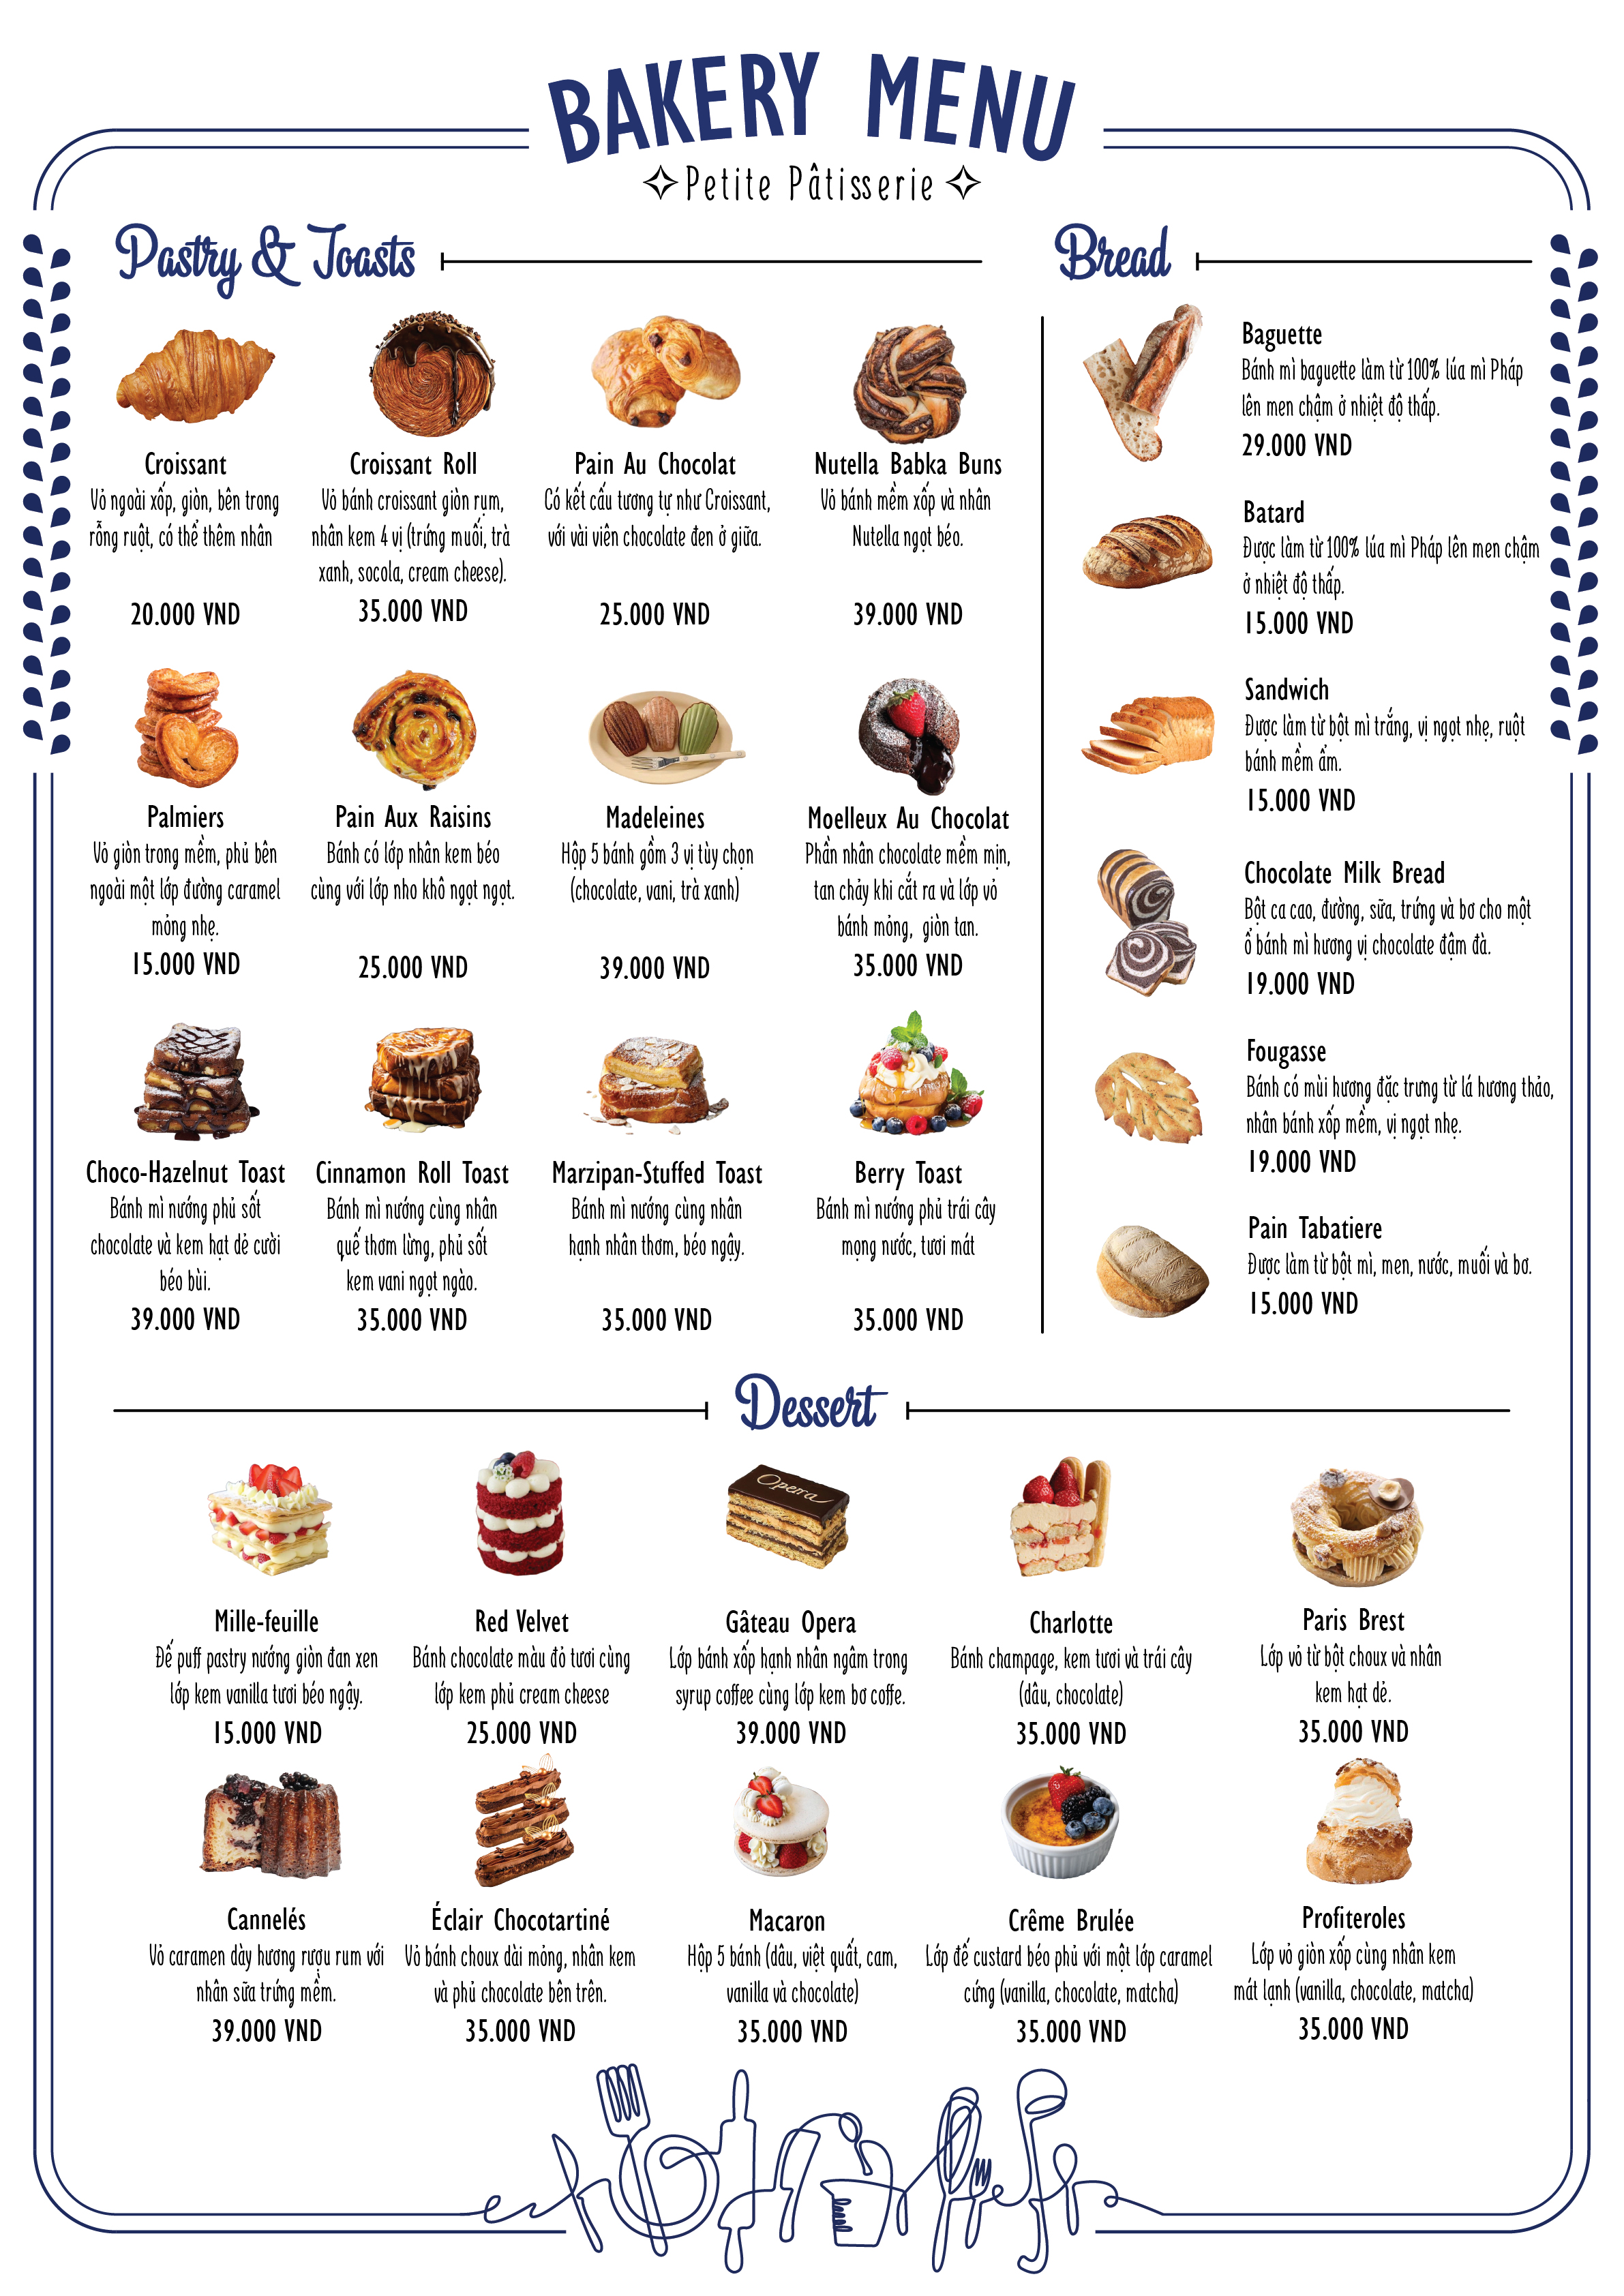 BAKERY MENU
Petite Pâtisserie
Pastry & Toasts
Croissant
Vỏ ngoài xốp, giòn, bên trong
rỗng ruột, có thể thêm nhân
20.000 VND
Croissant Roll
Vỏ bánh croissant giòn rụm,
nhân kem 4 vị (trứng muối, trà
xanh, socola, cream cheese).
35.000 VND
Pain Au Chocolat
Có kết cấu tương tự như Croissant,
với vài viên chocolate đen ở giữa.
25.000 VND
Nutella Babka Buns
Vỏ bánh mềm xốp và nhân
Nutella ngọt béo.
39.000 VND
Palmiers
Vỏ giòn trong mềm, phủ bên
ngoài một lớp đường caramel
mỏng nhẹ.
15.000 VND
Pain Aux Raisins
Bánh có lớp nhân kem béo
cùng với lớp nho khô ngọt ngọt.
25.000 VND
Madeleines
Hộp 5 bánh gồm 3 vị tùy chọn
(chocolate, vani, trà xanh)
39.000 VND
Moelleux Au Chocolat
Phần nhân chocolate mềm mịn,
tan chảy khi cắt ra và lớp vỏ
bánh mỏng, giòn tan.
35.000 VND
Choco-Hazelnut Toast
Bánh mì nướng phủ sốt
chocolate và kem hạt dẻ cười
béo bùi.
39.000 VND
Cinnamon Roll Toast
Bánh mì nướng cùng nhân
quế thơm lừng, phủ sốt
kem vani ngọt ngào.
35.000 VND
Marzipan-Stuffed Toast
Bánh mì nướng cùng nhân
hạnh nhân thơm, béo ngậy.
35.000 VND
Berry Toast
Bánh mì nướng phủ trái cây
mọng nước, tươi mát
35.000 VND
Bread
Baguette
Bánh mì baguette làm từ 100% lúa mì Pháp
lên men chậm ở nhiệt độ thấp.
29.000 VND
Batard
Được làm từ 100% lúa mì Pháp lên men chậm
ở nhiệt độ thấp.
15.000 VND
Sandwich
Được làm từ bột mì trắng, vị ngọt nhẹ, ruột
bánh mềm ẩm.
15.000 VND
Chocolate Milk Bread
Bột ca cao, đường, sữa, trứng và bơ cho một
ổ bánh mì hương vị chocolate đậm đà.
19.000 VND
Fougasse
Bánh có mùi hương đặc trưng từ lá hương thảo,
nhân bánh xốp mềm, vị ngọt nhẹ.
19.000 VND
Pain Tabatiere
Được làm từ bột mì, men, nước, muối và bơ.
15.000 VND
Dessert
Opera
Mille-feuille
Đế puff pastry nướng giòn đan xen
lớp kem vanilla tươi béo ngậy.
15.000 VND
Red Velvet
Bánh chocolate màu đỏ tươi cùng
lớp kem phủ cream cheese
25.000 VND
Gâteau Opera
Lớp bánh xốp hạnh nhân ngâm trong
syrup coffee cùng lớp kem bơ coffe.
39.000 VND
Charlotte
Bánh champage, kem tươi và trái cây
(dâu, chocolate)
35.000 VND
Paris Brest
Lớp vỏ từ bột choux và nhân
kem hạt dẻ.
35.000 VND
Cannelés
Vỏ caramen dày hương rượu rum với
nhân sữa trứng mềm.
39.000 VND
Éclair Chocotartiné
Vỏ bánh choux dài mỏng, nhân kem
và phủ chocolate bên trên.
35.000 VND
Macaron
Hộp 5 bánh (dâu, việt quất, cam,
vanilla và chocolate)
35.000 VND
Crême Brulée
Lớp đế custard béo phủ với một lớp caramel
cứng (vanilla, chocolate, matcha)
35.000 VND
Profiteroles
Lớp vỏ giòn xốp cùng nhân kem
mát lạnh (vanilla, chocolate, matcha)
35.000 VND